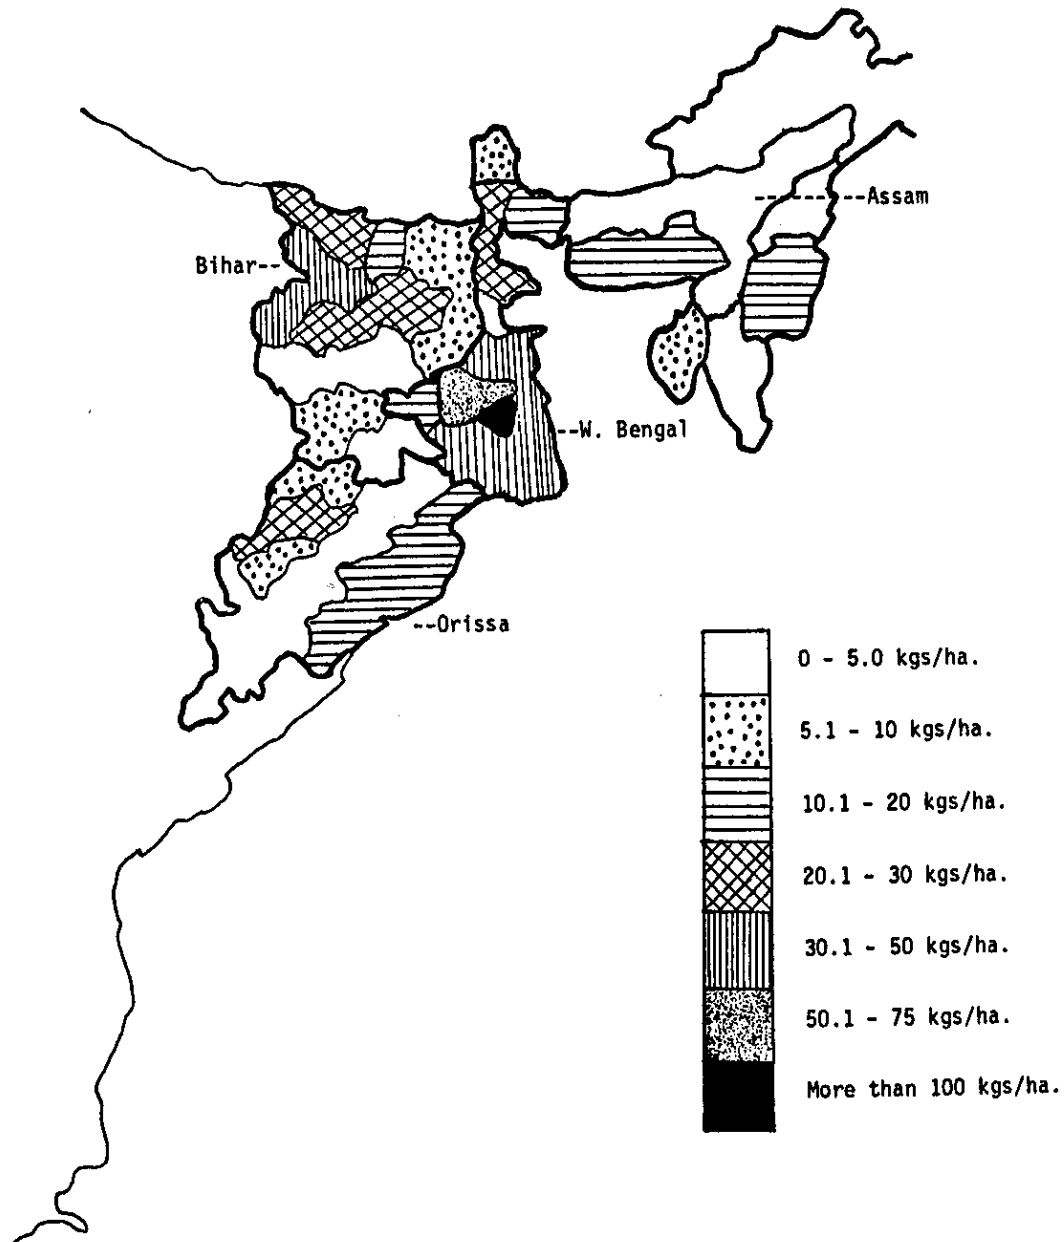 --Assam
Bihar--
--W. Bengal
--Orissa
0 - 5.0 kgs/ha.
5.1 - 10 kgs/ha.
10.1 - 20 kgs/ha.
20.1 - 30 kgs/ha.
30.1 - 50 kgs/ha.
50.1 - 75 kgs/ha.
More than 100 kgs/ha.